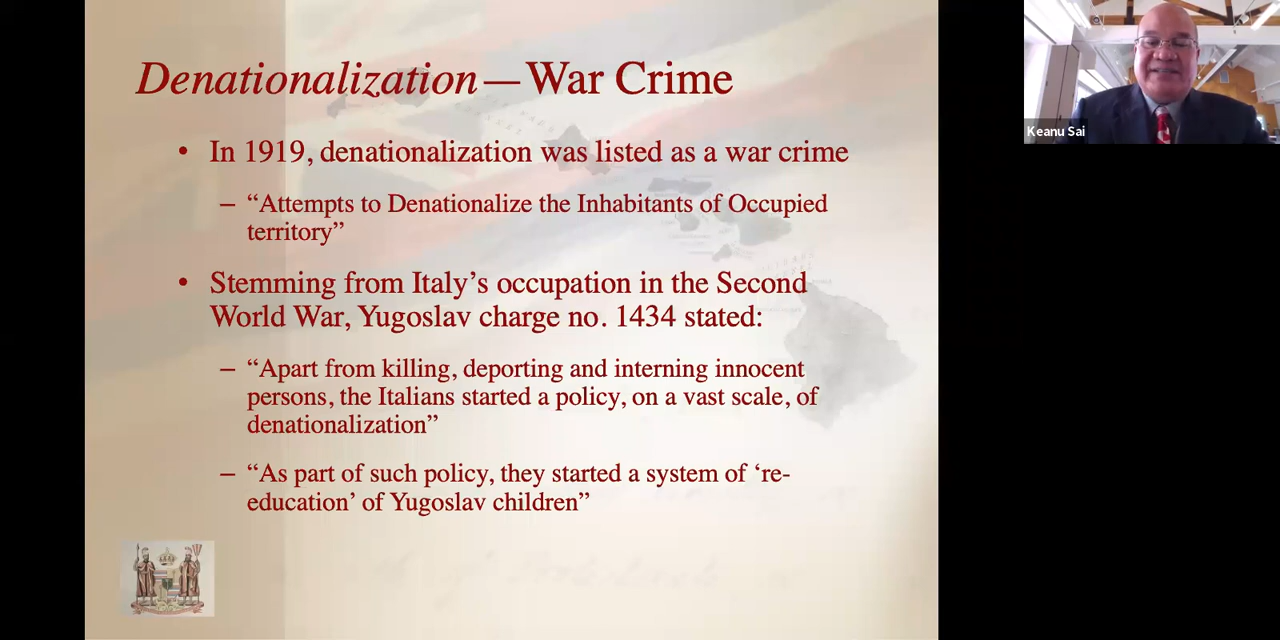 Denationalization—War Crime
• In 1919, denationalization was listed as a war crime
– “Attempts to Denationalize the Inhabitants of Occupied
territory”
• Stemming from Italy’s occupation in the Second
World War, Yugoslav charge no. 1434 stated:
– “Apart from killing, deporting and interning innocent
persons, the Italians started a policy, on a vast scale, of
denationalization”
– “As part of such policy, they started a system of ‘re-
education’ of Yugoslav children”
Keanu Sai